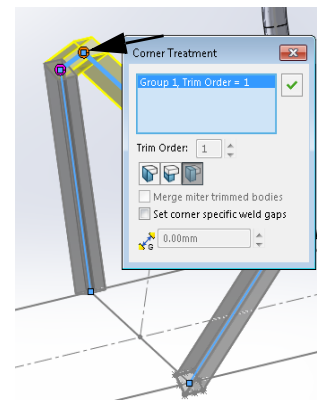 Corner Treatment
Group 1, Trim Order = 1
Trim Order: 1
Merge miter trimmed bodies
Set corner specific weld gaps
G 0.00mm